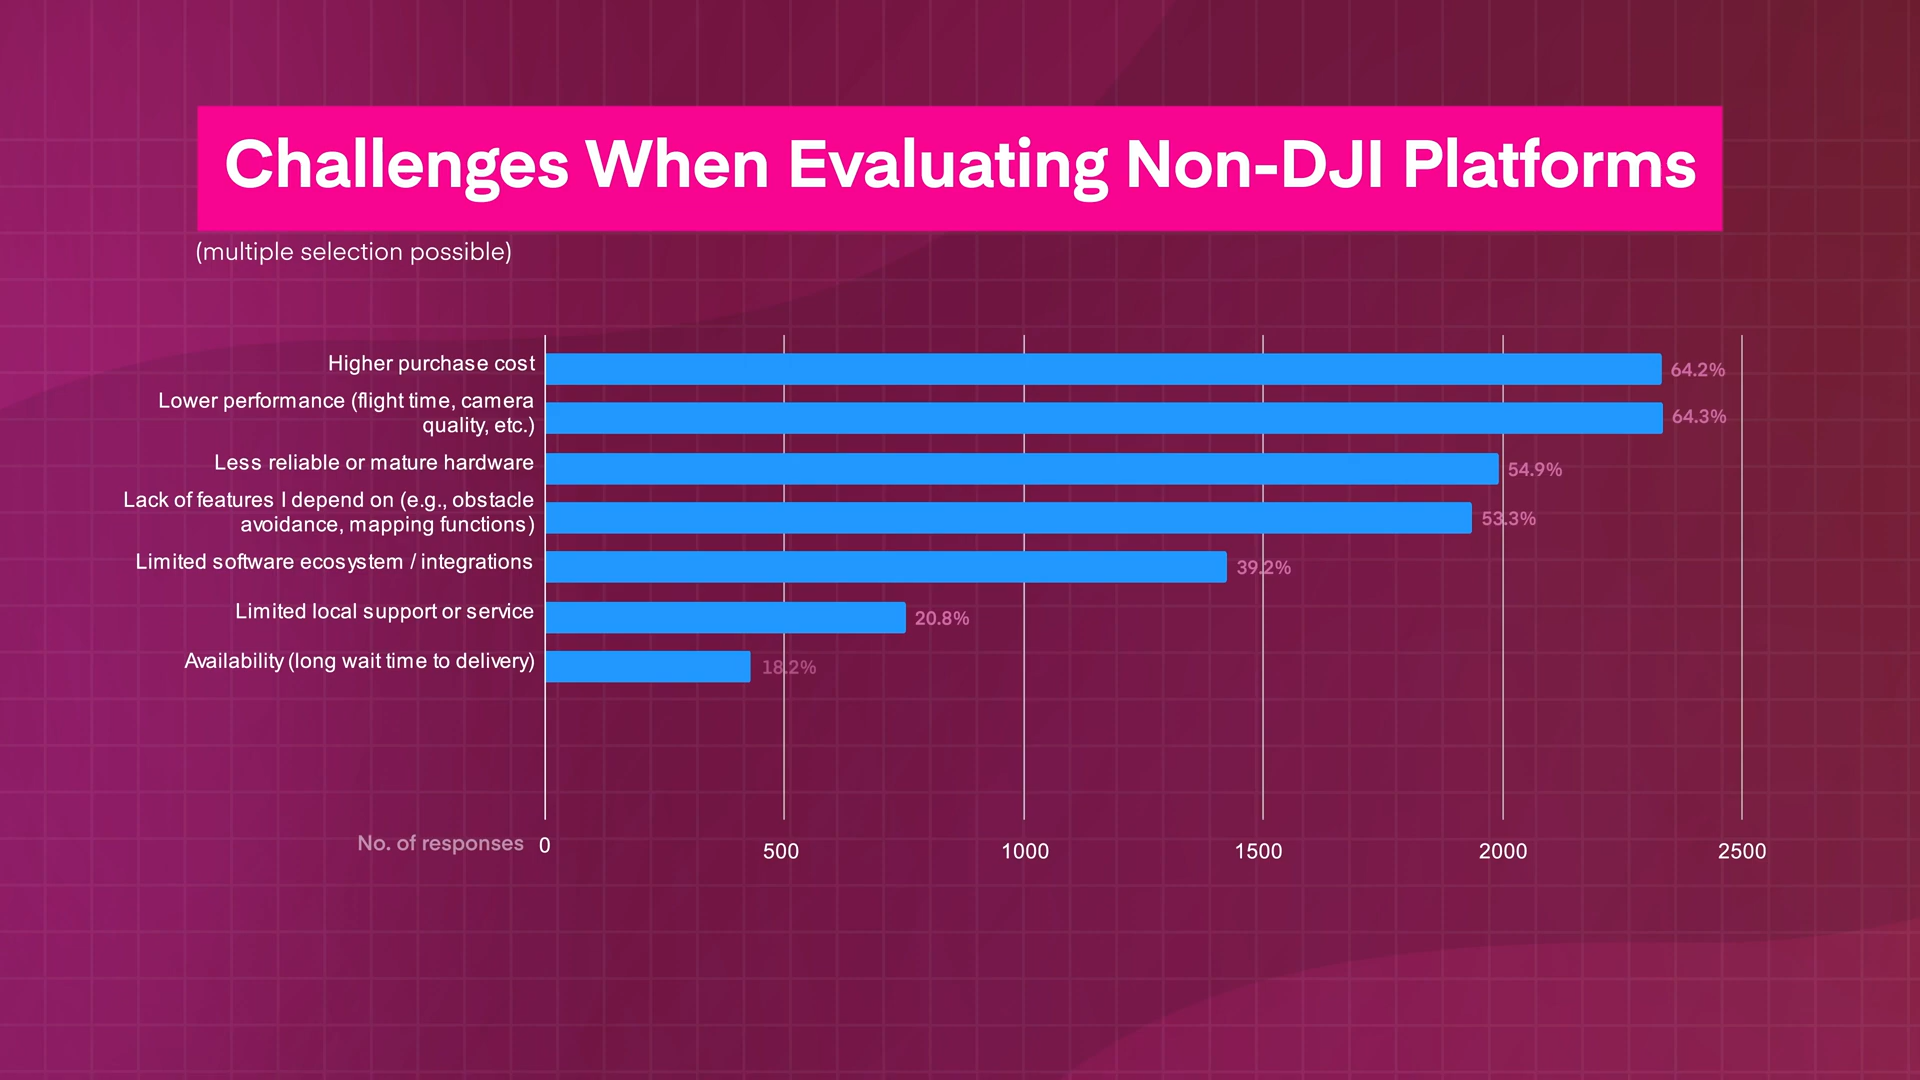 Challenges When Evaluating Non-DJI Platforms
(multiple selection possible)
Higher purchase cost
64.2%
Lower performance (flight time, camera
quality, etc.)
64.3%
Less reliable or mature hardware
54.9%
Lack of features I depend on (e.g., obstacle
avoidance, mapping functions)
53.3%
Limited software ecosystem / integrations
39.2%
Limited local support or service
20.8%
Availability (long wait time to delivery)
18.2%
No. of responses
0 500 1000 1500 2000 2500